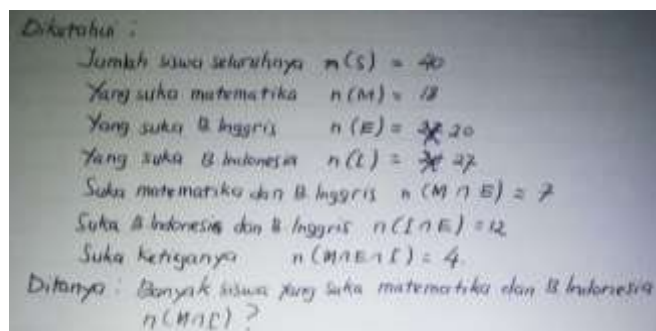 Diketahui :
Jumlah siswa seluruhnya n(S) = 40
Yang suka matematika n(M) = 18
Yang suka B Inggris n(E) = 20
Yang suka B Indonesia n(I) = 27
Suka matematika dan B. Inggris n(M ∩ E) = 7
Suka B Indonesia dan B Inggris n(I ∩ E) = 12
Suka ketiganya n(M ∩ E ∩ I) = 4
Ditanya : Banyak siswa yang suka matematika dan B Indonesia
n(M ∩ I) ?